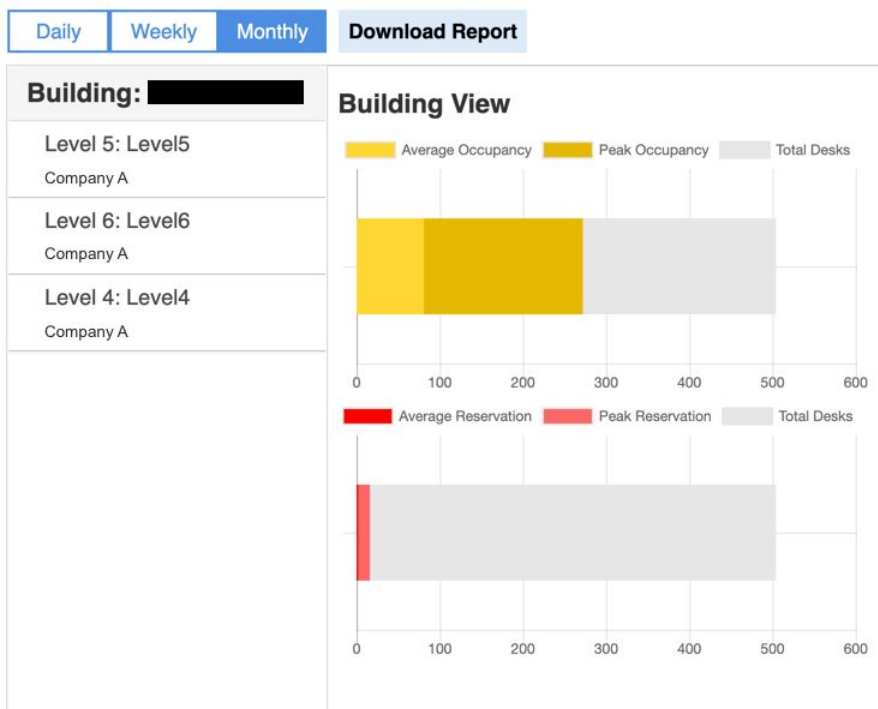 Daily Weekly Monthly Download Report
Building:
Level 5: Level5
Company A
Level 6: Level6
Company A
Level 4: Level4
Company A
Building View
Average Occupancy Peak Occupancy Total Desks
0 100 200 300 400 500 600
Average Reservation Peak Reservation Total Desks
0 100 200 300 400 500 600